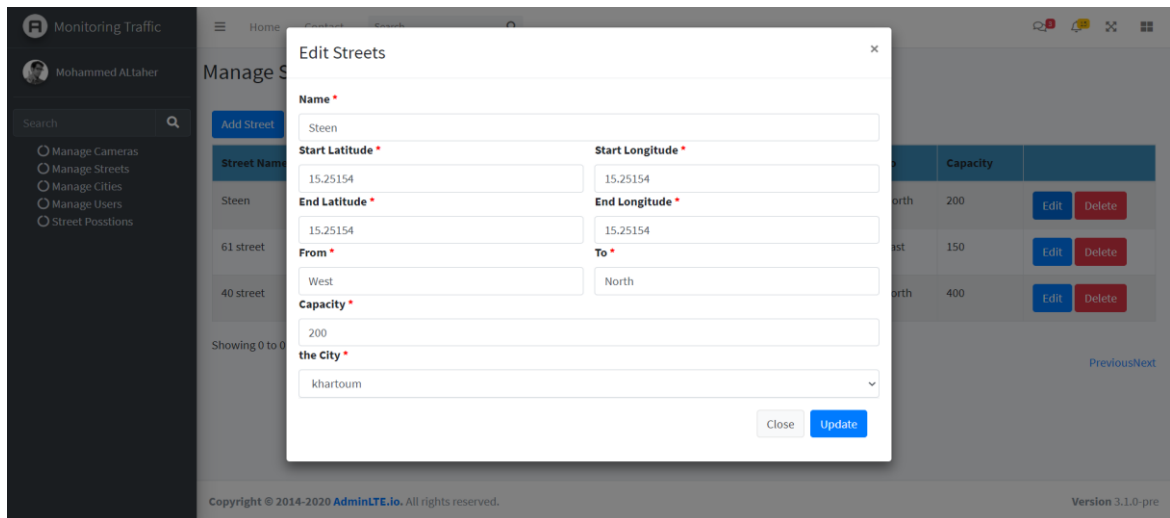 Monitoring Traffic
Home Contact Search
3
15
Mohammed ALtaher
Search
Manage Cameras
Manage Streets
Manage Cities
Manage Users
Street Posstions
Manage S
Add Street
Street Name Capacity
Steen orth 200 Edit Delete
61 street ast 150 Edit Delete
40 street orth 400 Edit Delete
Showing 0 to 0
PreviousNext
Edit Streets ×
Name *
Steen
Start Latitude * Start Longitude *
15.25154 15.25154
End Latitude * End Longitude *
15.25154 15.25154
From * To *
West North
Capacity *
200
the City *
khartoum
Close Update
Copyright © 2014-2020 AdminLTE.io. All rights reserved. Version 3.1.0-pre